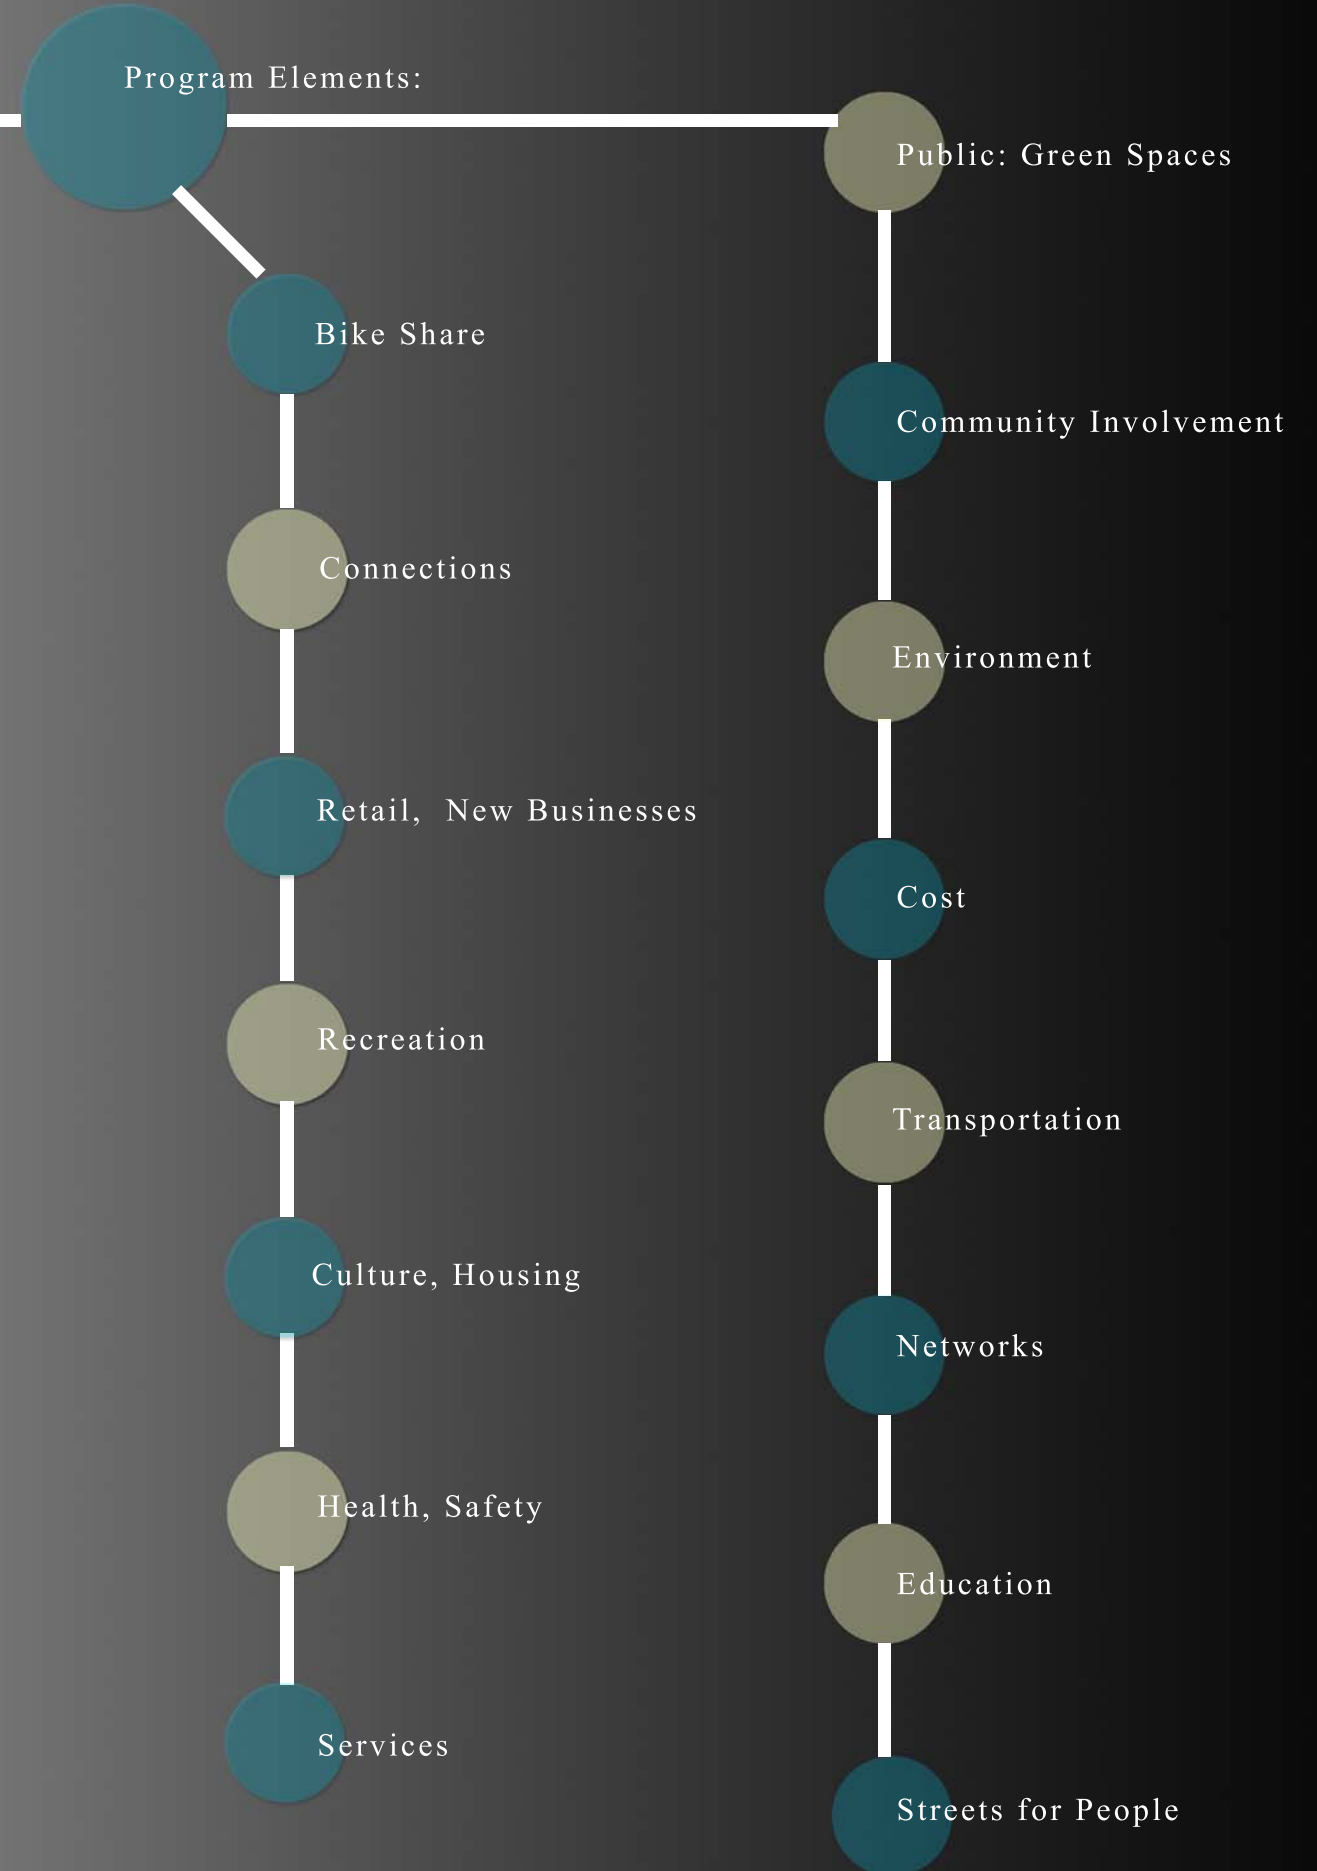 Program Elements:
Bike Share
Connections
Retail,  New Businesses
Recreation
Culture, Housing
Health, Safety
Services
Public: Green Spaces
Community Involvement
Environment
Cost
Transportation
Networks
Education
Streets for People